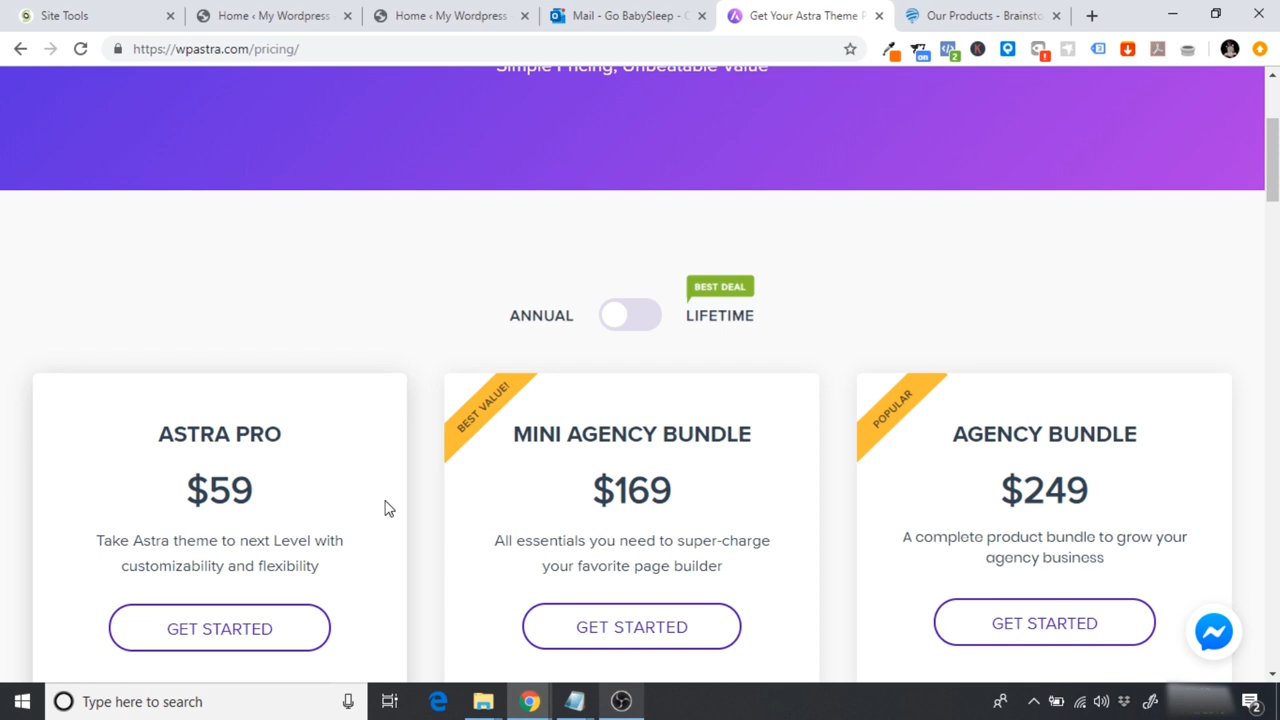 Site Tools
Home ‹ My Wordpress
Home ‹ My Wordpress
Mail - Go BabySleep - O
Get Your Astra Theme P
Our Products - Brainsto
https://wpastra.com/pricing/
on
2
Simple Pricing, Unbeatable Value
BEST DEAL
ANNUAL
LIFETIME
ASTRA PRO
$59
Take Astra theme to next Level with
customizability and flexibility
GET STARTED
BEST VALUE!
MINI AGENCY BUNDLE
$169
All essentials you need to super-charge
your favorite page builder
GET STARTED
POPULAR
AGENCY BUNDLE
$249
A complete product bundle to grow your
agency business
GET STARTED
Type here to search
2